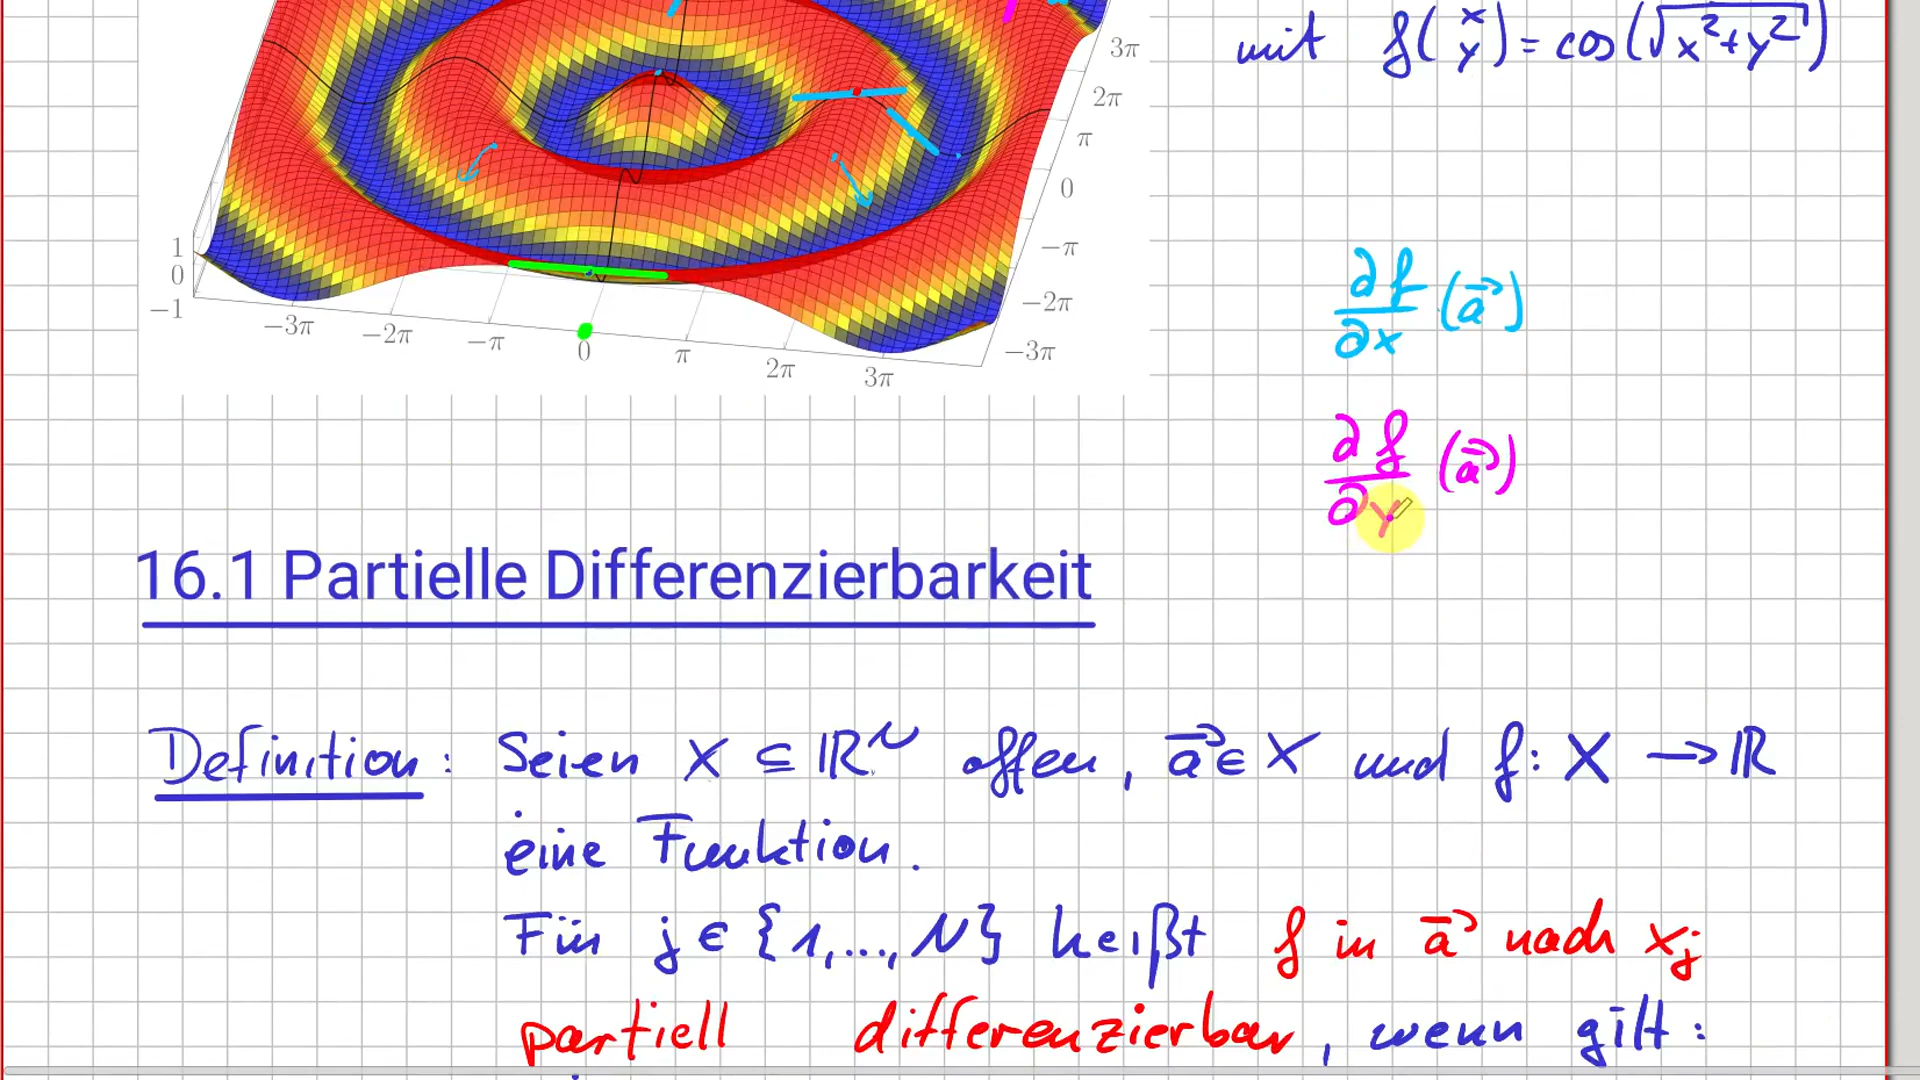 mit f(x y) = cos(√x²+y²)
3π
2π
π
0
−π
−2π
−3π
1
0
−1
−3π
−2π
−π
0
π
2π
3π
∂f/∂x (a⃗)
∂f/∂y (a⃗)
16.1 Partielle Differenzierbarkeit
Definition: Seien X ⊆ ℝᴺ offen, a⃗ ∈ X und f: X → ℝ
eine Funktion.
Für j ∈ {1,..., N} heißt f in a⃗ nach xⱼ
partiell differenzierbar, wenn gilt: